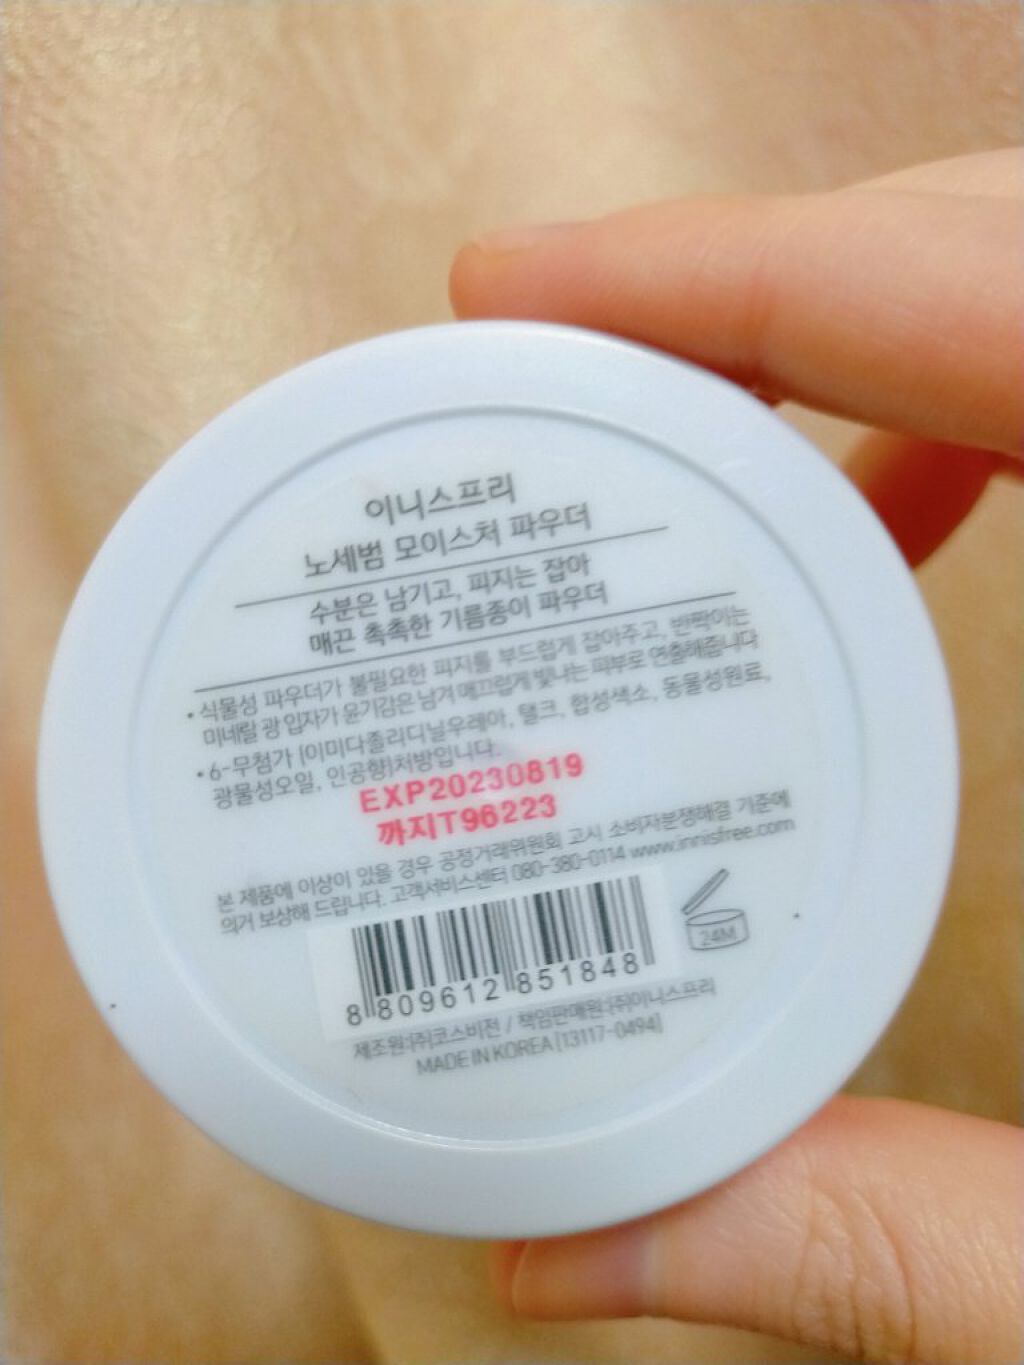 이니스프리
노세범 모이스쳐 파우더
수분은 남기고, 피지는 잡아
매끈 촉촉한 기름종이 파우더
• 식물성 파우더가 불필요한 피지를 부드럽게 잡아주고, 반짝이는
미네랄 광 입자가 윤기감은 남겨 매끄럽게 빛나는 피부로 연출해줍니다
• 6-무첨가 [이미다졸리디닐우레아, 탤크, 합성색소, 동물성원료,
광물성오일, 인공향]처방입니다.
EXP20230819
까지T96223
본 제품에 이상이 있을 경우 공정거래위원회 고시 소비자분쟁해결 기준에
의거 보상해 드립니다. 고객서비스센터 080-380-0114 www.innisfree.com
24M
8 809612 851848
제조원:(주)코스비전 / 책임판매원:(주)이니스프리
MADE IN KOREA [13117-0494]